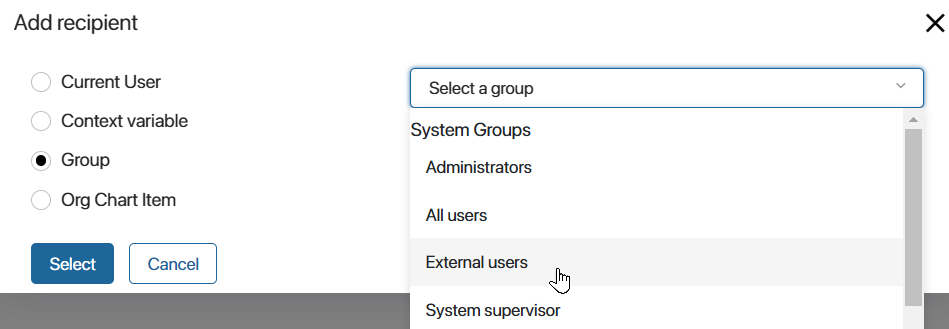 Add recipient
Current User
Context variable
Group
Org Chart Item
Select
Cancel
Select a group
System Groups
Administrators
All users
External users
System supervisor